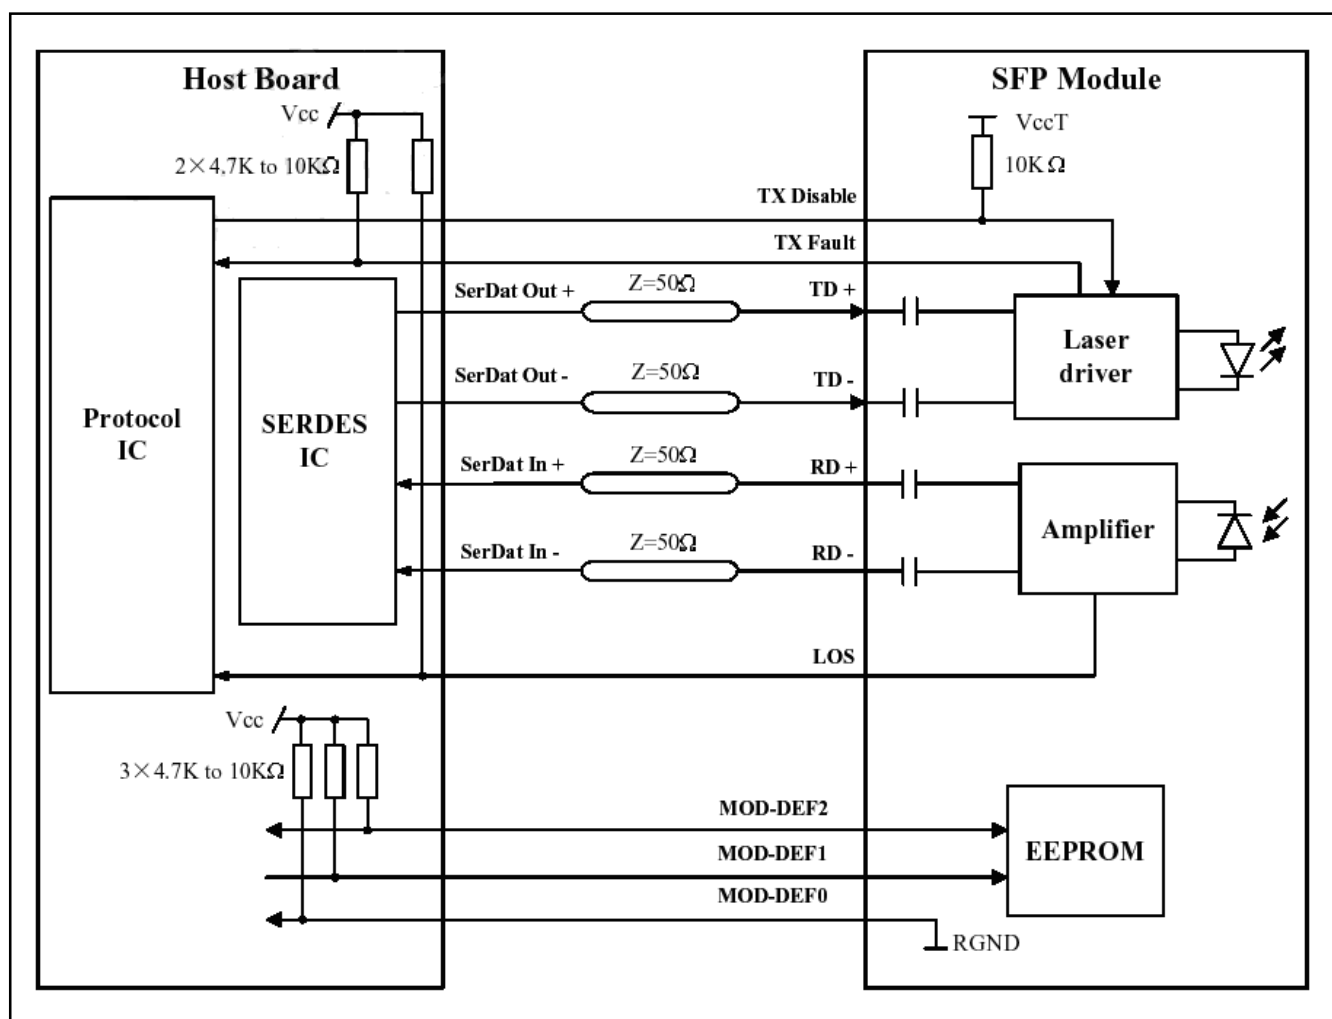 Host Board
SFP Module
Vcc
VccT
2×4.7K to 10KΩ
10KΩ
TX Disable
TX Fault
SerDat Out +
Z=50Ω
TD +
Laser
driver
SerDat Out -
Z=50Ω
TD -
Protocol
IC
SERDES
IC
SerDat In +
Z=50Ω
RD +
Amplifier
SerDat In -
Z=50Ω
RD -
LOS
Vcc
3×4.7K to 10KΩ
MOD-DEF2
MOD-DEF1
EEPROM
MOD-DEF0
RGND